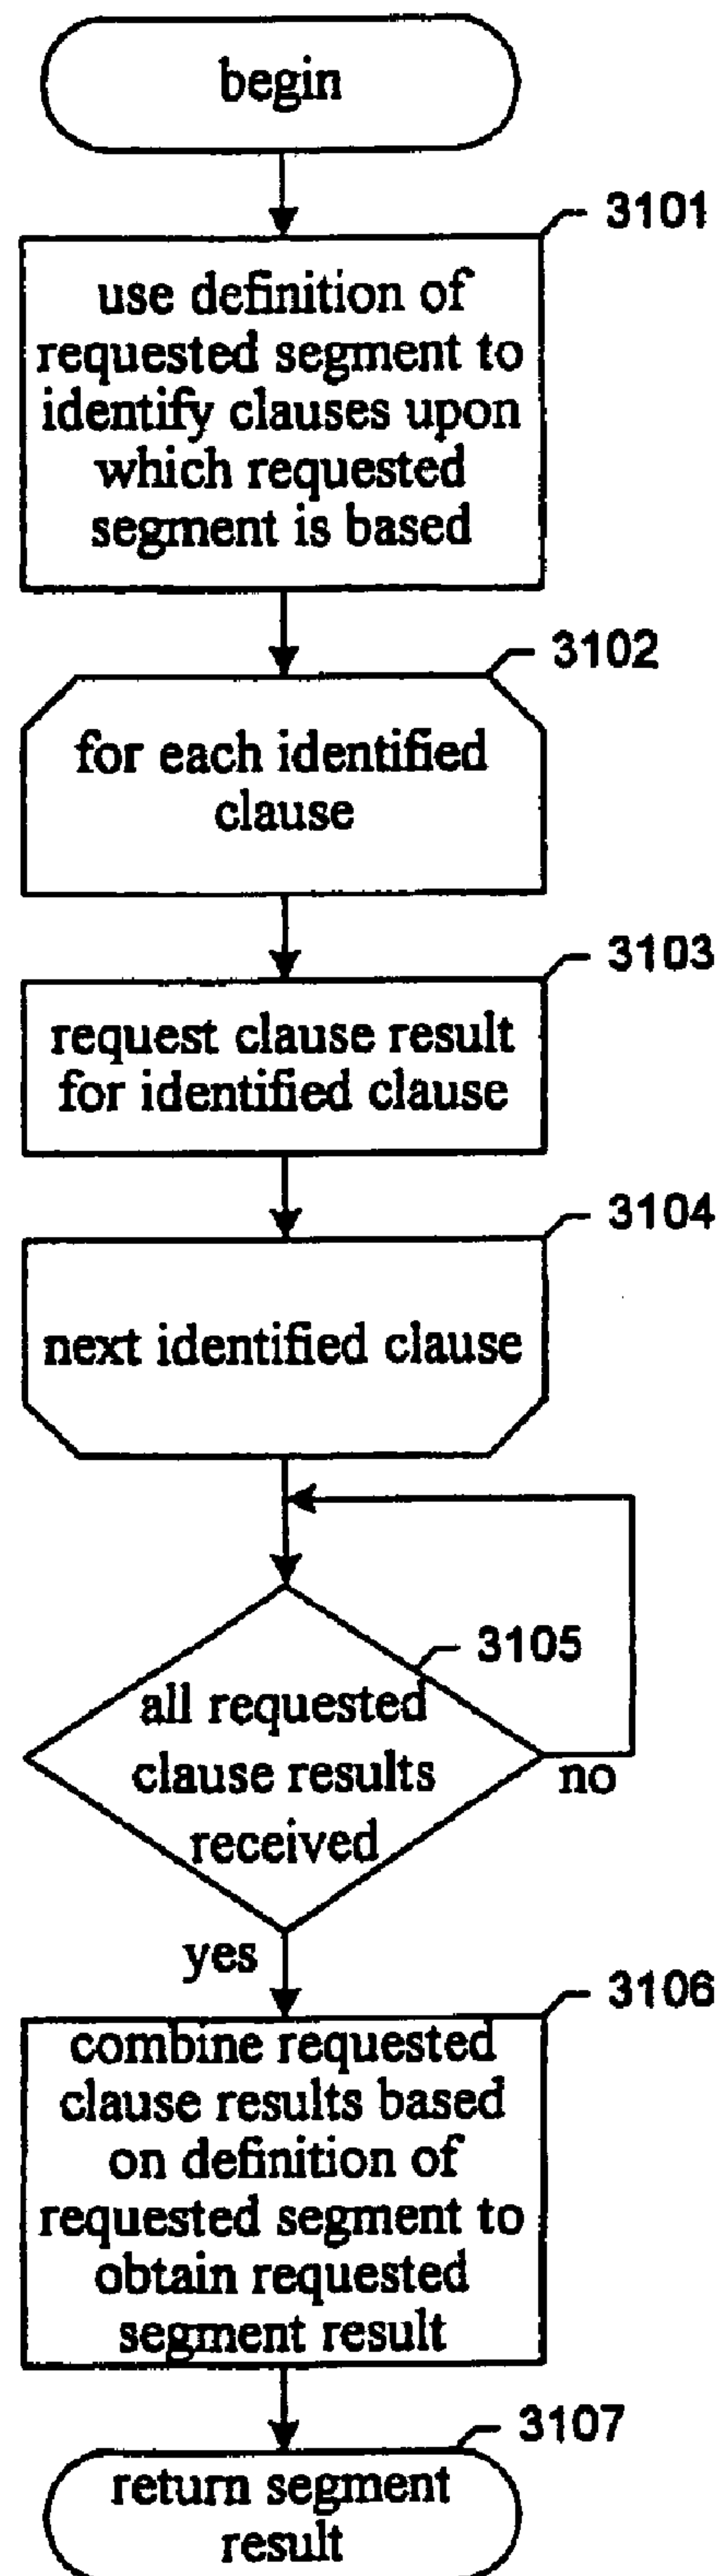 begin
3101
use definition of
requested segment to
identify clauses upon
which requested
segment is based
3102
for each identified
clause
3103
request clause result
for identified clause
3104
next identified clause
3105
all requested
clause results
received
no
yes
3106
combine requested
clause results based
on definition of
requested segment to
obtain requested
segment result
3107
return segment
result